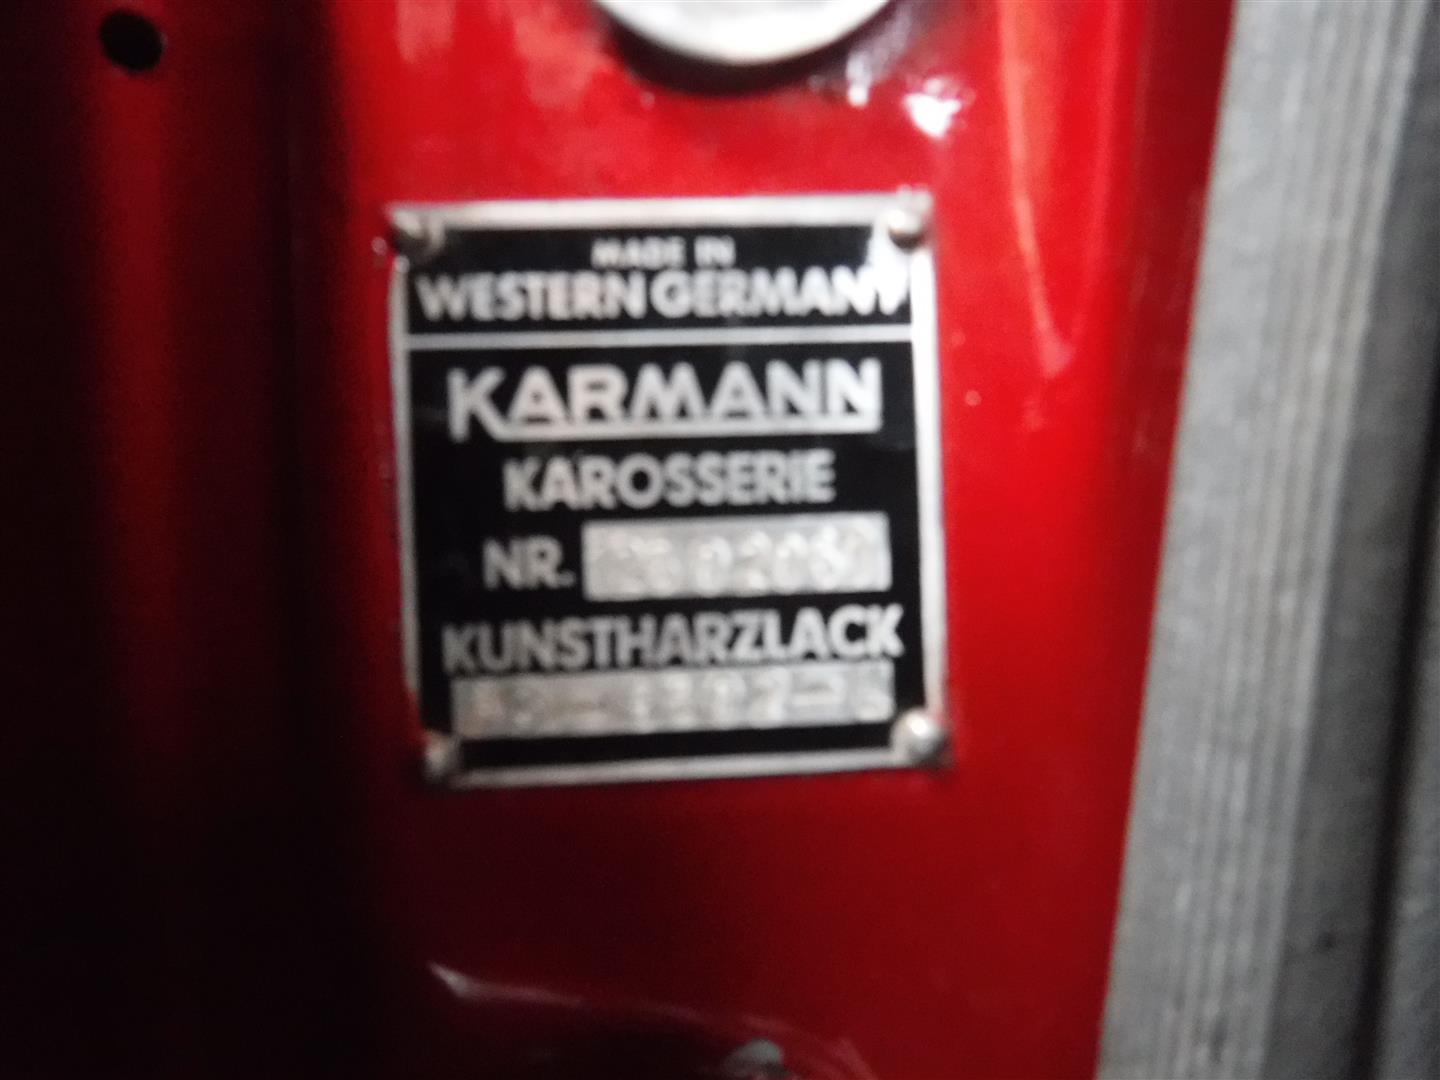 MADE IN
WESTERN GERMANY
KARMANN
KAROSSERIE
NR.
KUNSTHARZLACK